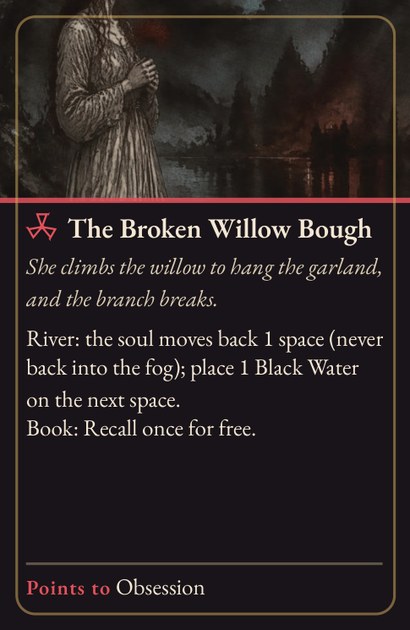 The Broken Willow Bough
She climbs the willow to hang the garland,
and the branch breaks.
River: the soul moves back 1 space (never
back into the fog); place 1 Black Water
on the next space.
Book: Recall once for free.
Points to Obsession